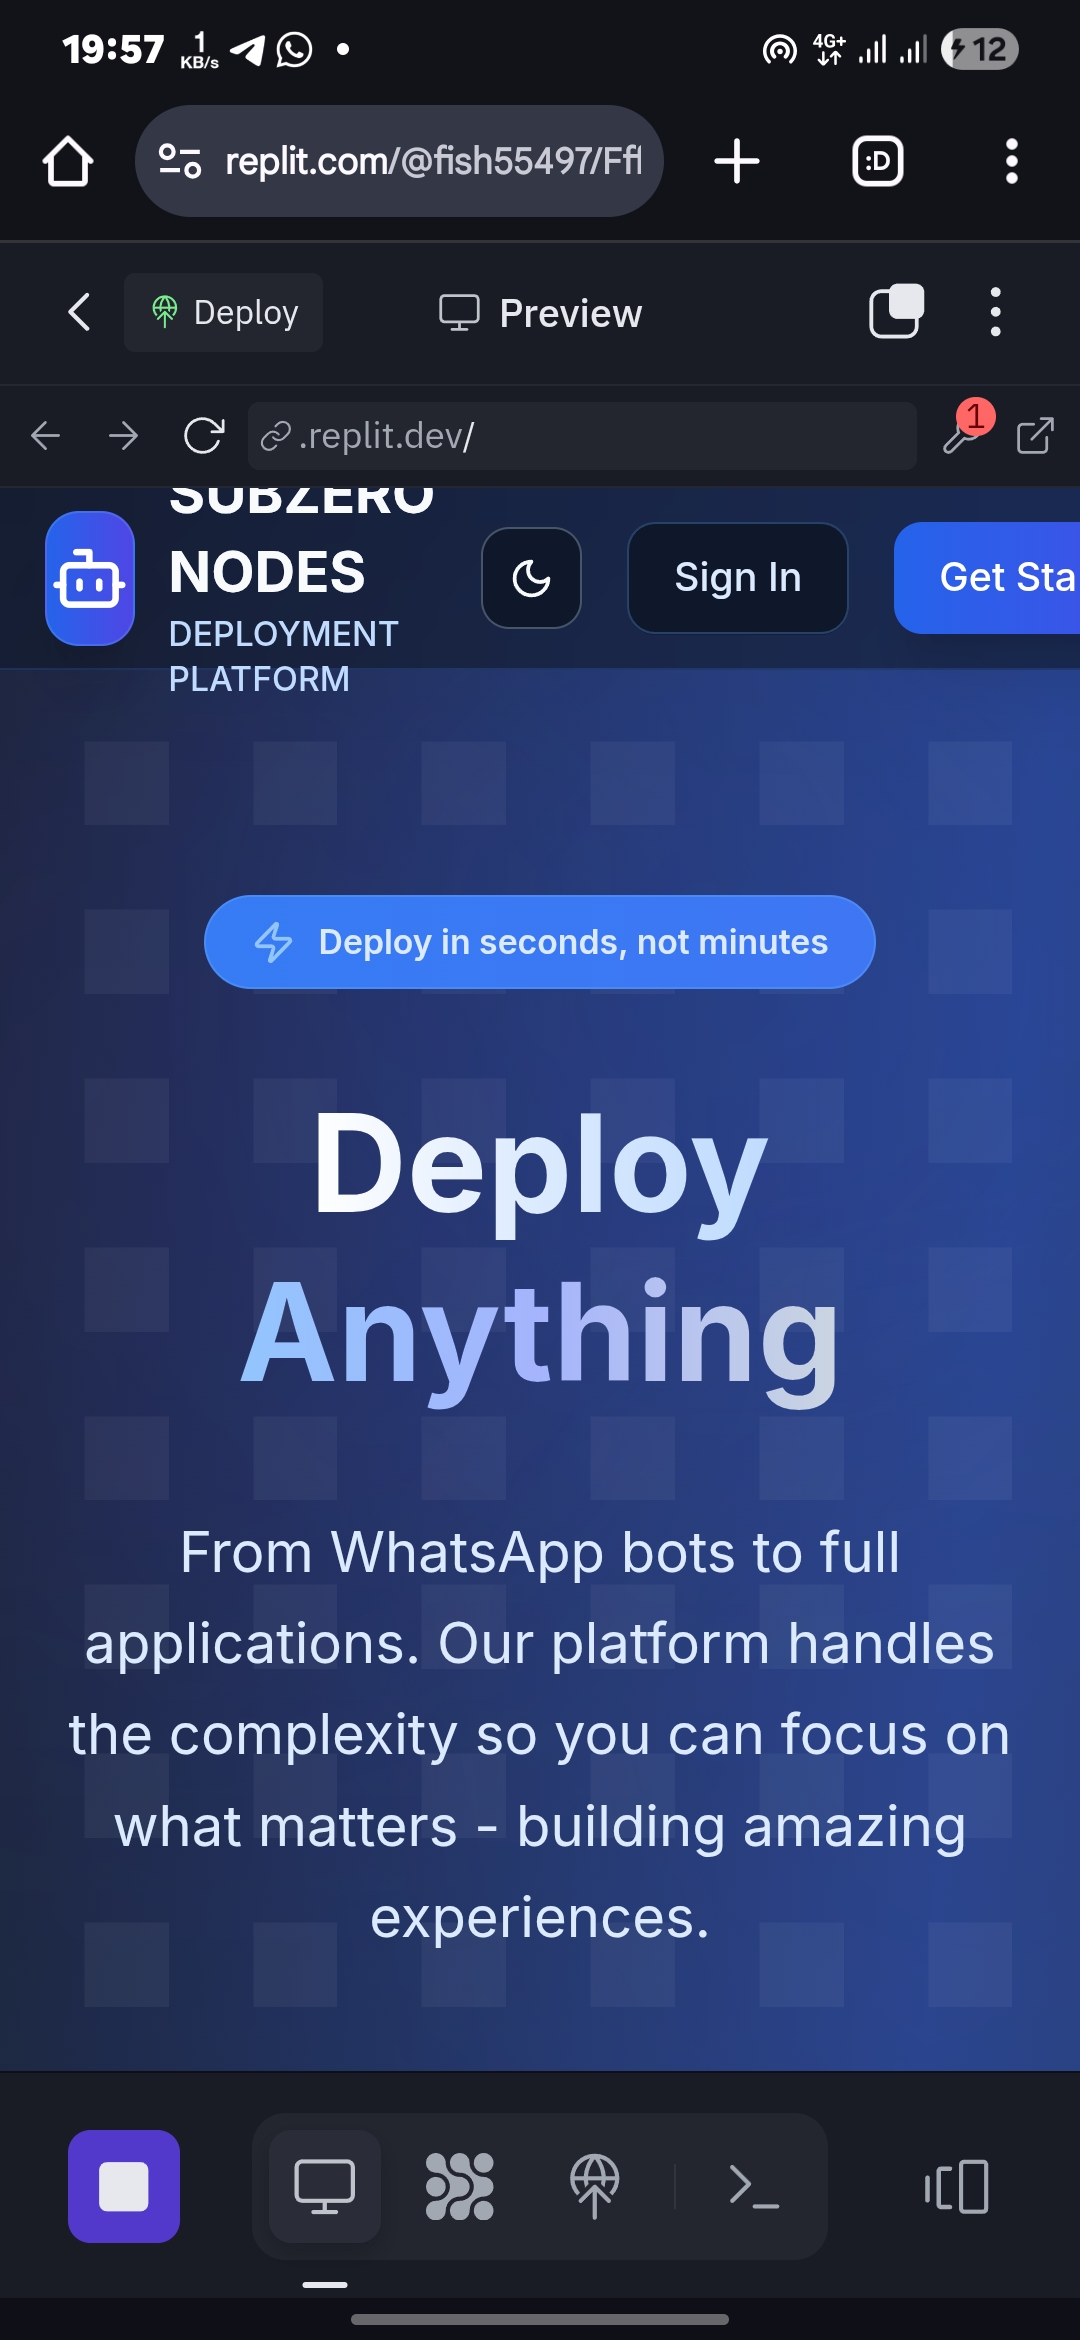 19:57
1
KB/s
4G+
12
replit.com/@fish55497/Ff
:D
Deploy
Preview
.replit.dev/
1
SUBZERO
NODES
DEPLOYMENT
PLATFORM
Sign In
Get Sta
Deploy in seconds, not minutes
Deploy
Anything
From WhatsApp bots to full
applications. Our platform handles
the complexity so you can focus on
what matters - building amazing
experiences.